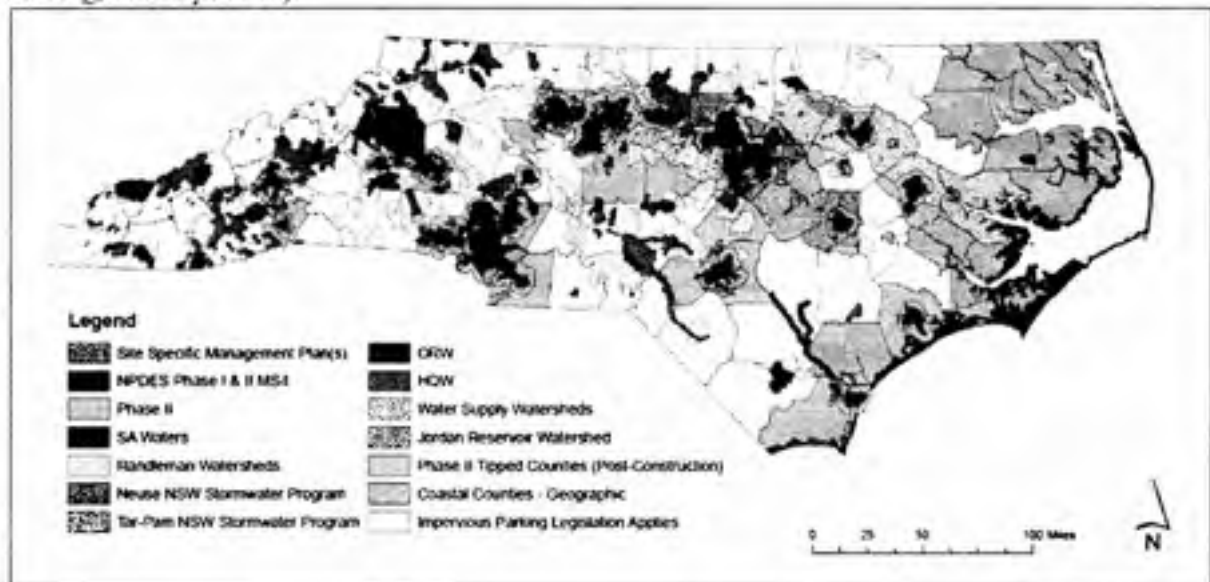 Legend
Site Specific Management Plan(s)
NPDES Phase I & II MS4
Phase II
SA Waters
Randleman Watersheds
Neuse NSW Stormwater Program
Tar-Pam NSW Stormwater Program
ORW
HQW
Water Supply Watersheds
Jordan Reservoir Watershed
Phase II Tipped Counties (Post-Construction)
Coastal Counties - Geographic
Impervious Parking Legislation Applies
0 25 50 100 Miles
N